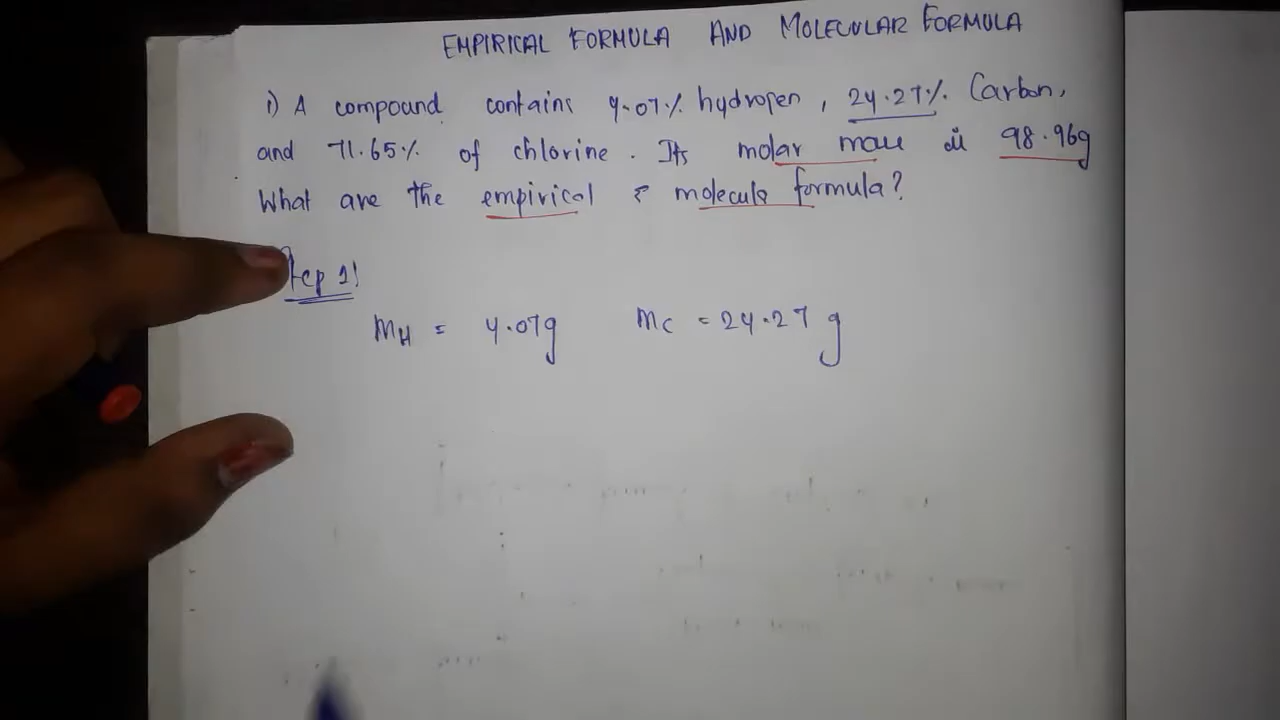 EMPIRICAL FORMULA AND MOLECULAR FORMULA
1) A compound contains 4.07% hydrogen, 24.27% Carbon,
and 71.65% of chlorine. Its molar mass is 98.96g
What are the empirical & molecule formula?
Step 1!
MH = 4.07g MC = 24.27 g